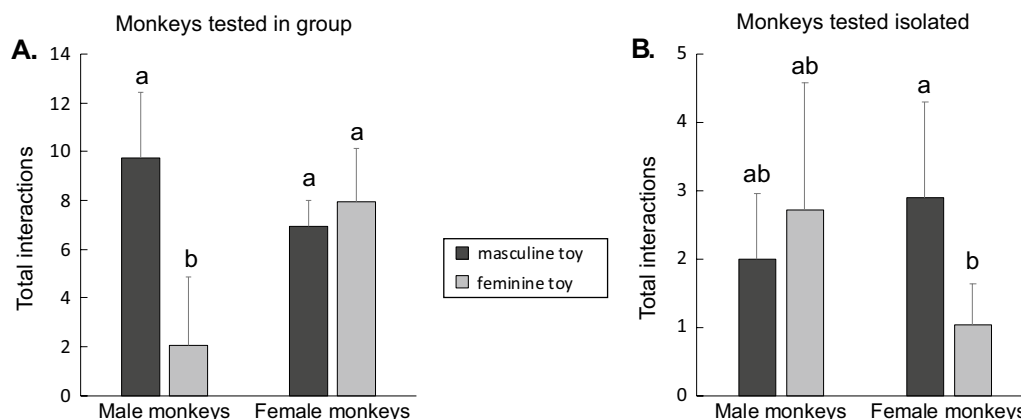 Monkeys tested in group
A.
14
12
10
8
6
4
2
0
Total interactions
a
b
a
a
Male monkeys
Female monkeys
masculine toy
feminine toy
Monkeys tested isolated
B.
5
4
3
2
1
0
Total interactions
ab
ab
a
b
Male monkeys
Female monkeys